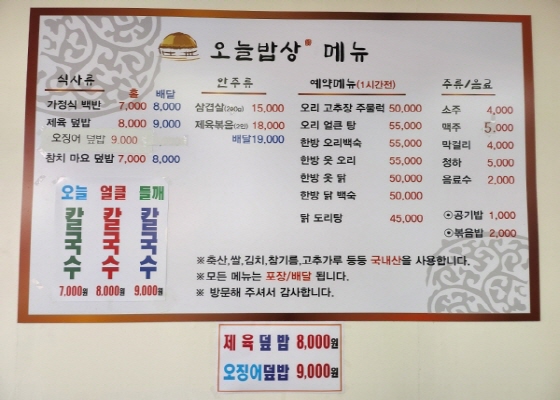 오늘밥상 메뉴
식사류 홀 배달
가정식 백반 7,000 8,000
제육 덮밥 8,000 9,000
오징어 덮밥 9,000
참치 마요 덮밥 7,000 8,000
오늘 칼국수 7,000원
얼큰 칼국수 8,000원
들깨 칼국수 9,000원
안주류
삼겹살(200g) 15,000
제육볶음(2인) 18,000
배달19,000
예약메뉴(1시간전)
오리 고추장 주물럭 50,000
오리 얼큰 탕 55,000
한방 오리백숙 55,000
한방 옻 오리 55,000
한방 옻 닭 50,000
한방 닭 백숙 50,000
닭 도리탕 45,000
주류/음료
소주 4,000
맥주 5,000
막걸리 4,000
청하 5,000
음료수 2,000
⊙공기밥 1,000
⊙볶음밥 2,000
※축산,쌀,김치,참기름,고추가루 등등 국내산을 사용합니다.
※모든 메뉴는 포장/배달 됩니다.
※ 방문해 주셔서 감사합니다.
제육덮밥 8,000원
오징어덮밥 9,000원